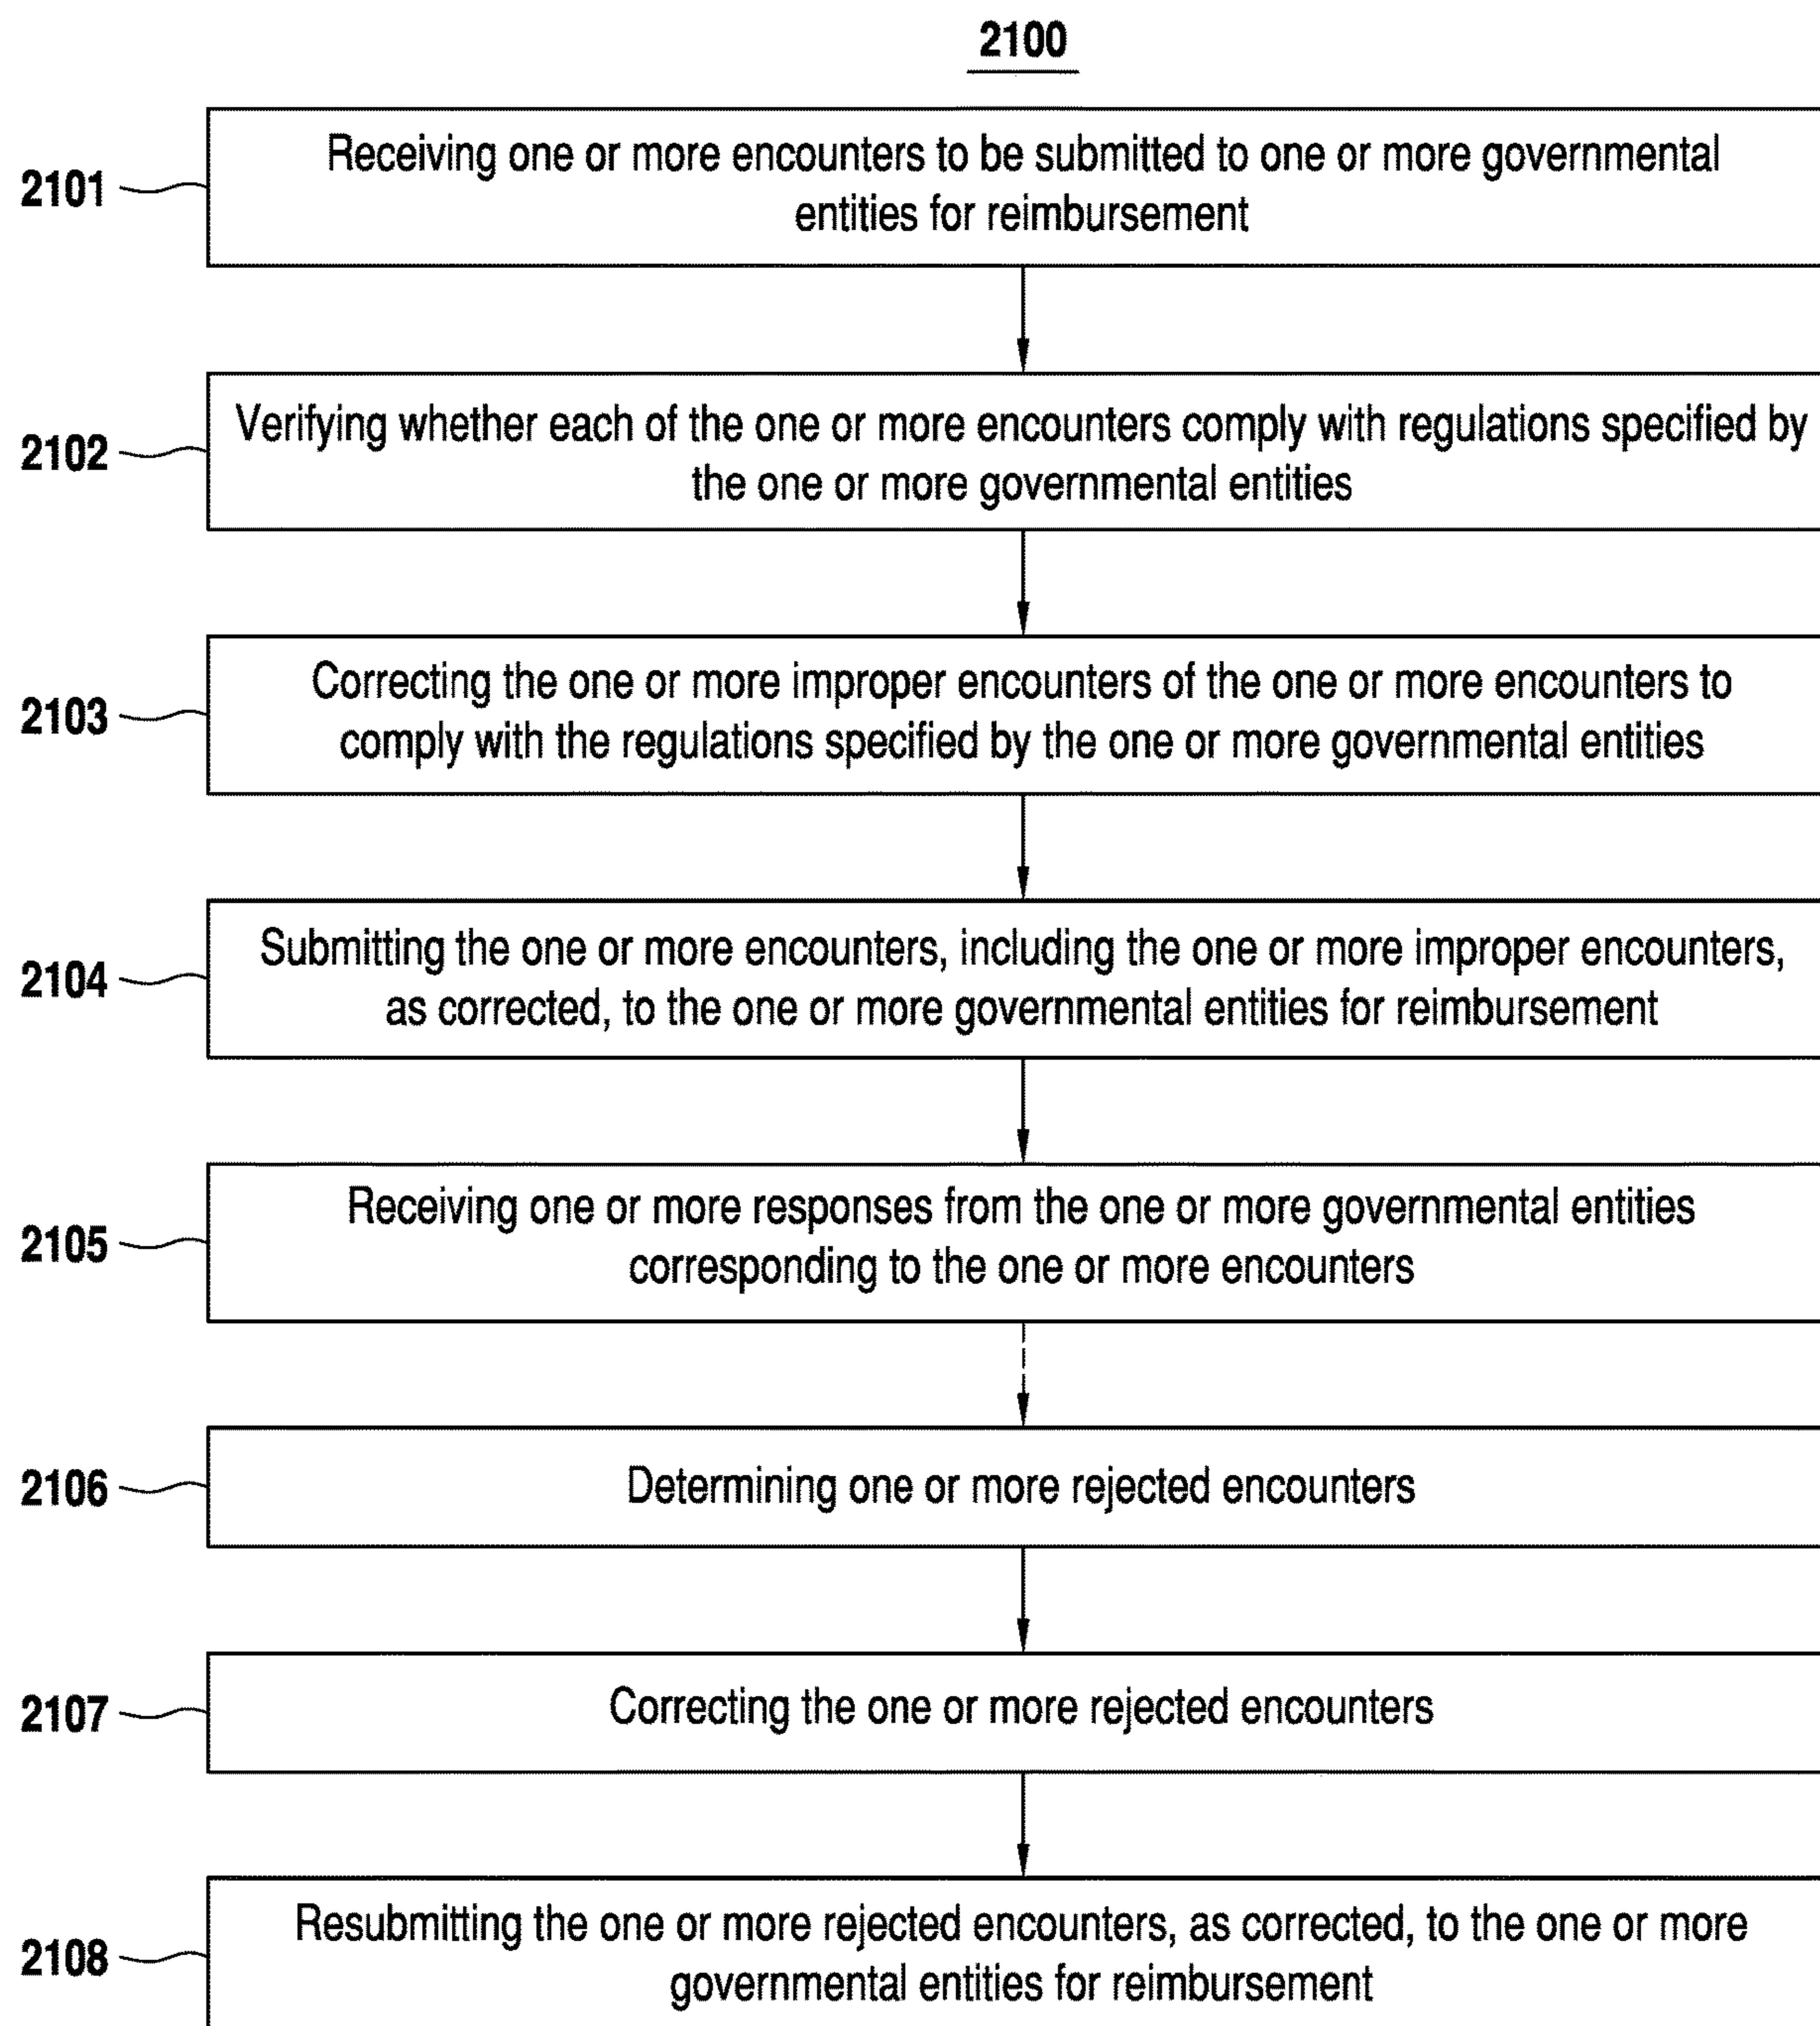 2100
2101
Receiving one or more encounters to be submitted to one or more governmental
entities for reimbursement
2102
Verifying whether each of the one or more encounters comply with regulations specified by
the one or more governmental entities
2103
Correcting the one or more improper encounters of the one or more encounters to
comply with the regulations specified by the one or more governmental entities
2104
Submitting the one or more encounters, including the one or more improper encounters,
as corrected, to the one or more governmental entities for reimbursement
2105
Receiving one or more responses from the one or more governmental entities
corresponding to the one or more encounters
2106
Determining one or more rejected encounters
2107
Correcting the one or more rejected encounters
2108
Resubmitting the one or more rejected encounters, as corrected, to the one or more
governmental entities for reimbursement